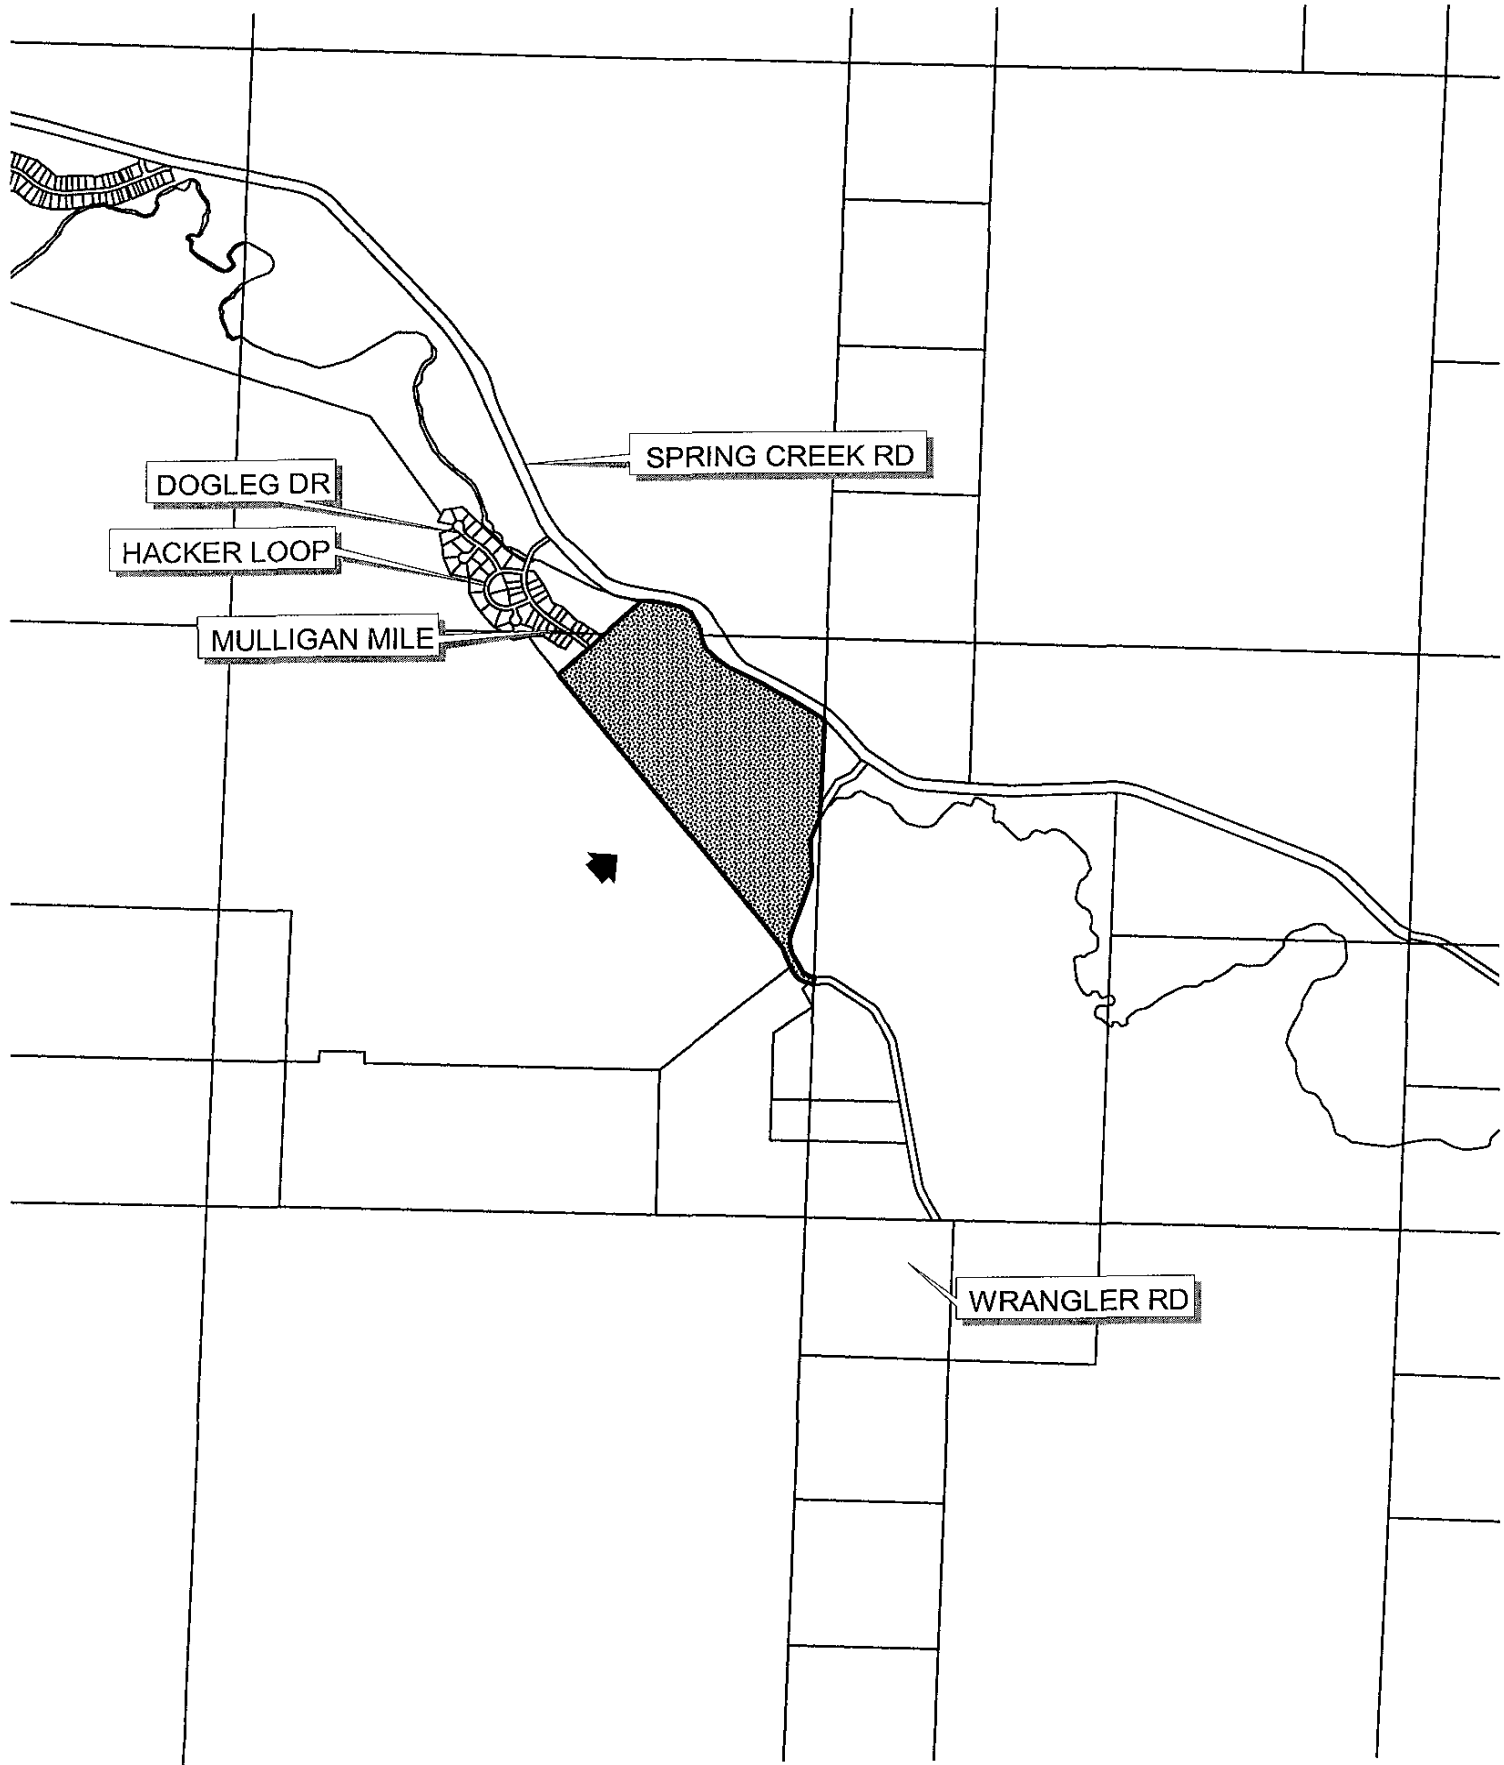 SPRING CREEK RD
DOGLEG DR
HACKER LOOP
MULLIGAN MILE
WRANGLER RD